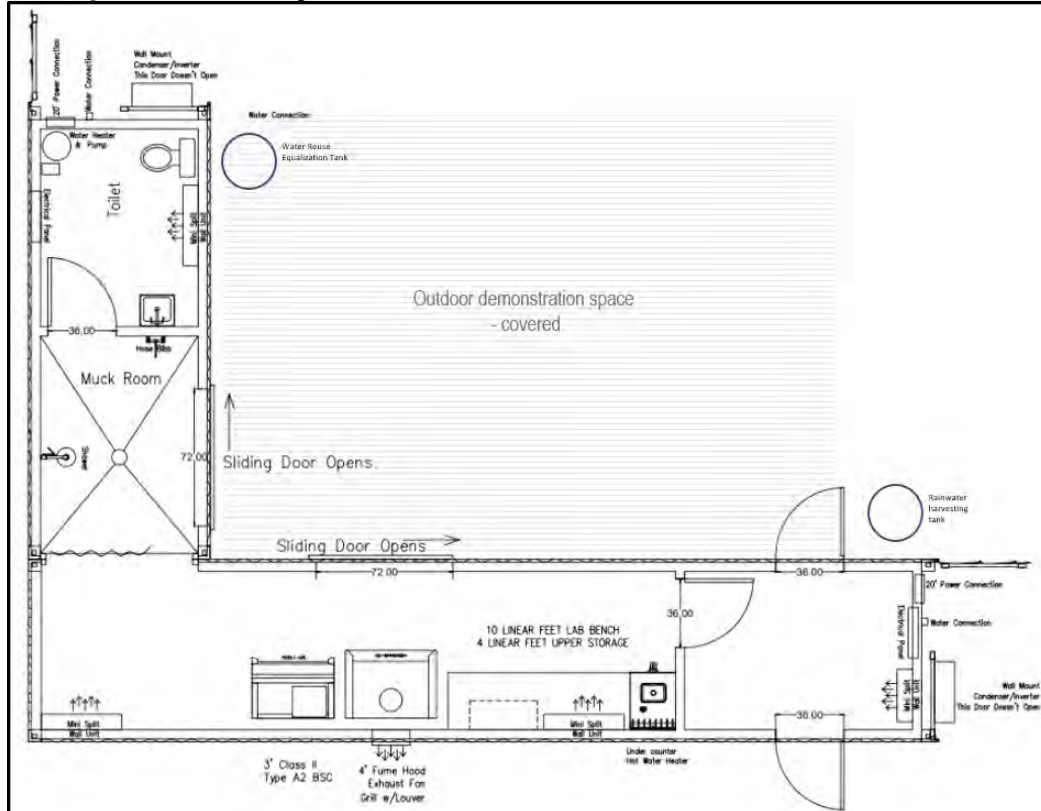 Wall Mount
Condenser/Inverter
This Door Doesn't Open
20' Power Connection
Water Connection
Water Connection
Water Heater
& Pump
Water Reuse
Equalization Tank
Electrical Panel
Toilet
Mini Split
Wall Unit
Outdoor demonstration space
- covered
36.00
Hose Bibb
Muck Room
Shower
72.00
Sliding Door Opens
Rainwater
harvesting
tank
Sliding Door Opens
72.00
36.00
20' Power Connection
36.00
10 LINEAR FEET LAB BENCH
4 LINEAR FEET UPPER STORAGE
Electrical Panel
Water Connection
Mini Split
Wall Unit
Mini Split
Wall Unit
Mini Split
Wall Unit
36.00
Wall Mount
Condenser/Inverter
This Door Doesn't Open
Under counter
Hot Water Heater
3' Class II
Type A2 BSC
4' Fume Hood
Exhaust Fan
Grill w/Louver